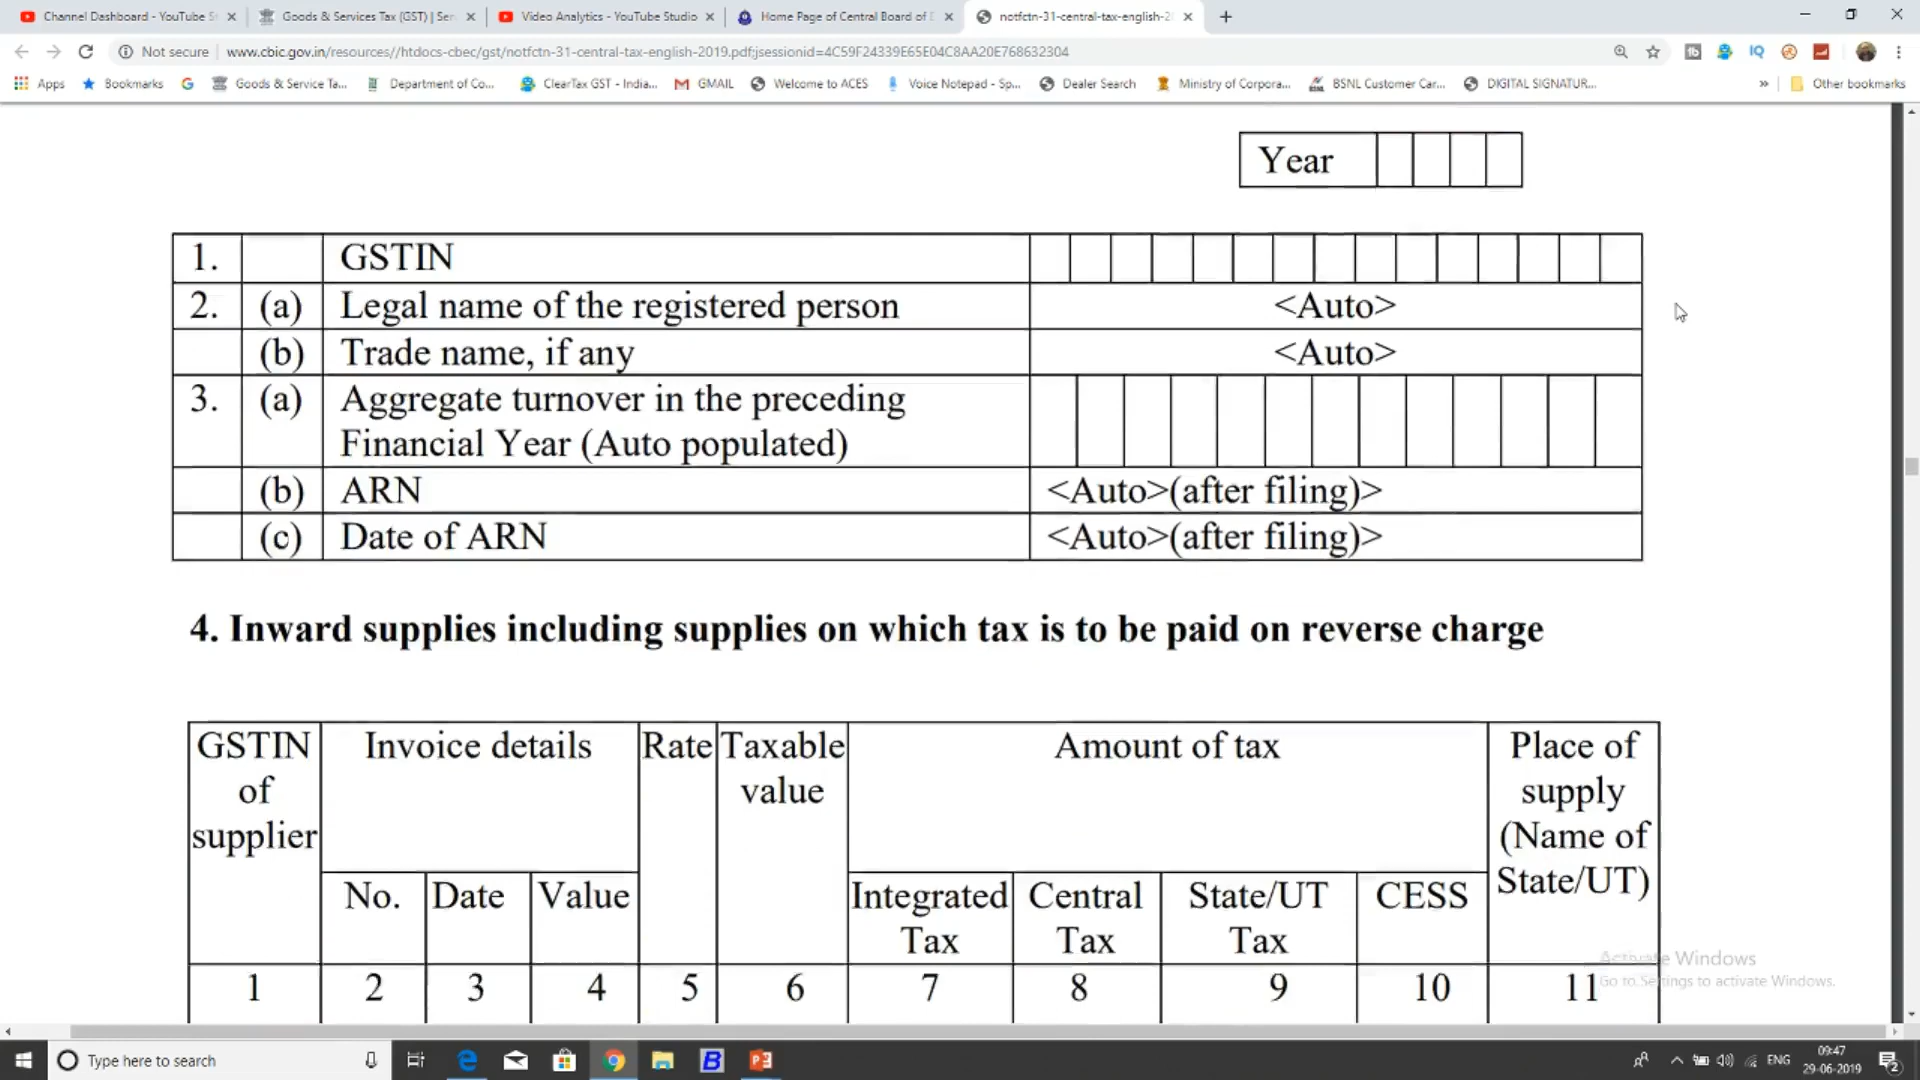 Channel Dashboard - YouTube S
Goods & Services Tax (GST) | Ser
Video Analytics - YouTube Studio
Home Page of Central Board of
notfctn-31-central-tax-english-2
Not secure | www.cbic.gov.in/resources//htdocs-cbec/gst/notfctn-31-central-tax-english-2019.pdf;jsessionid=4C59F24339E65E04C8AA20E768632304
Apps Bookmarks Goods & Service Ta... Department of Co... ClearTax GST - India... GMAIL Welcome to ACES Voice Notepad - Sp... Dealer Search Ministry of Corpora... BSNL Customer Car... DIGITAL SIGNATUR... » Other bookmarks
Year
1. GSTIN
2. (a) Legal name of the registered person <Auto>
(b) Trade name, if any <Auto>
3. (a) Aggregate turnover in the preceding
Financial Year (Auto populated)
(b) ARN <Auto>(after filing)>
(c) Date of ARN <Auto>(after filing)>
4. Inward supplies including supplies on which tax is to be paid on reverse charge
GSTIN Invoice details Rate Taxable Amount of tax Place of
of value supply
supplier (Name of
State/UT)
No. Date Value Integrated Central State/UT CESS
Tax Tax Tax
1 2 3 4 5 6 7 8 9 10 11
Activate Windows
Go to Settings to activate Windows.
Type here to search
ENG
09:47
29-06-2019